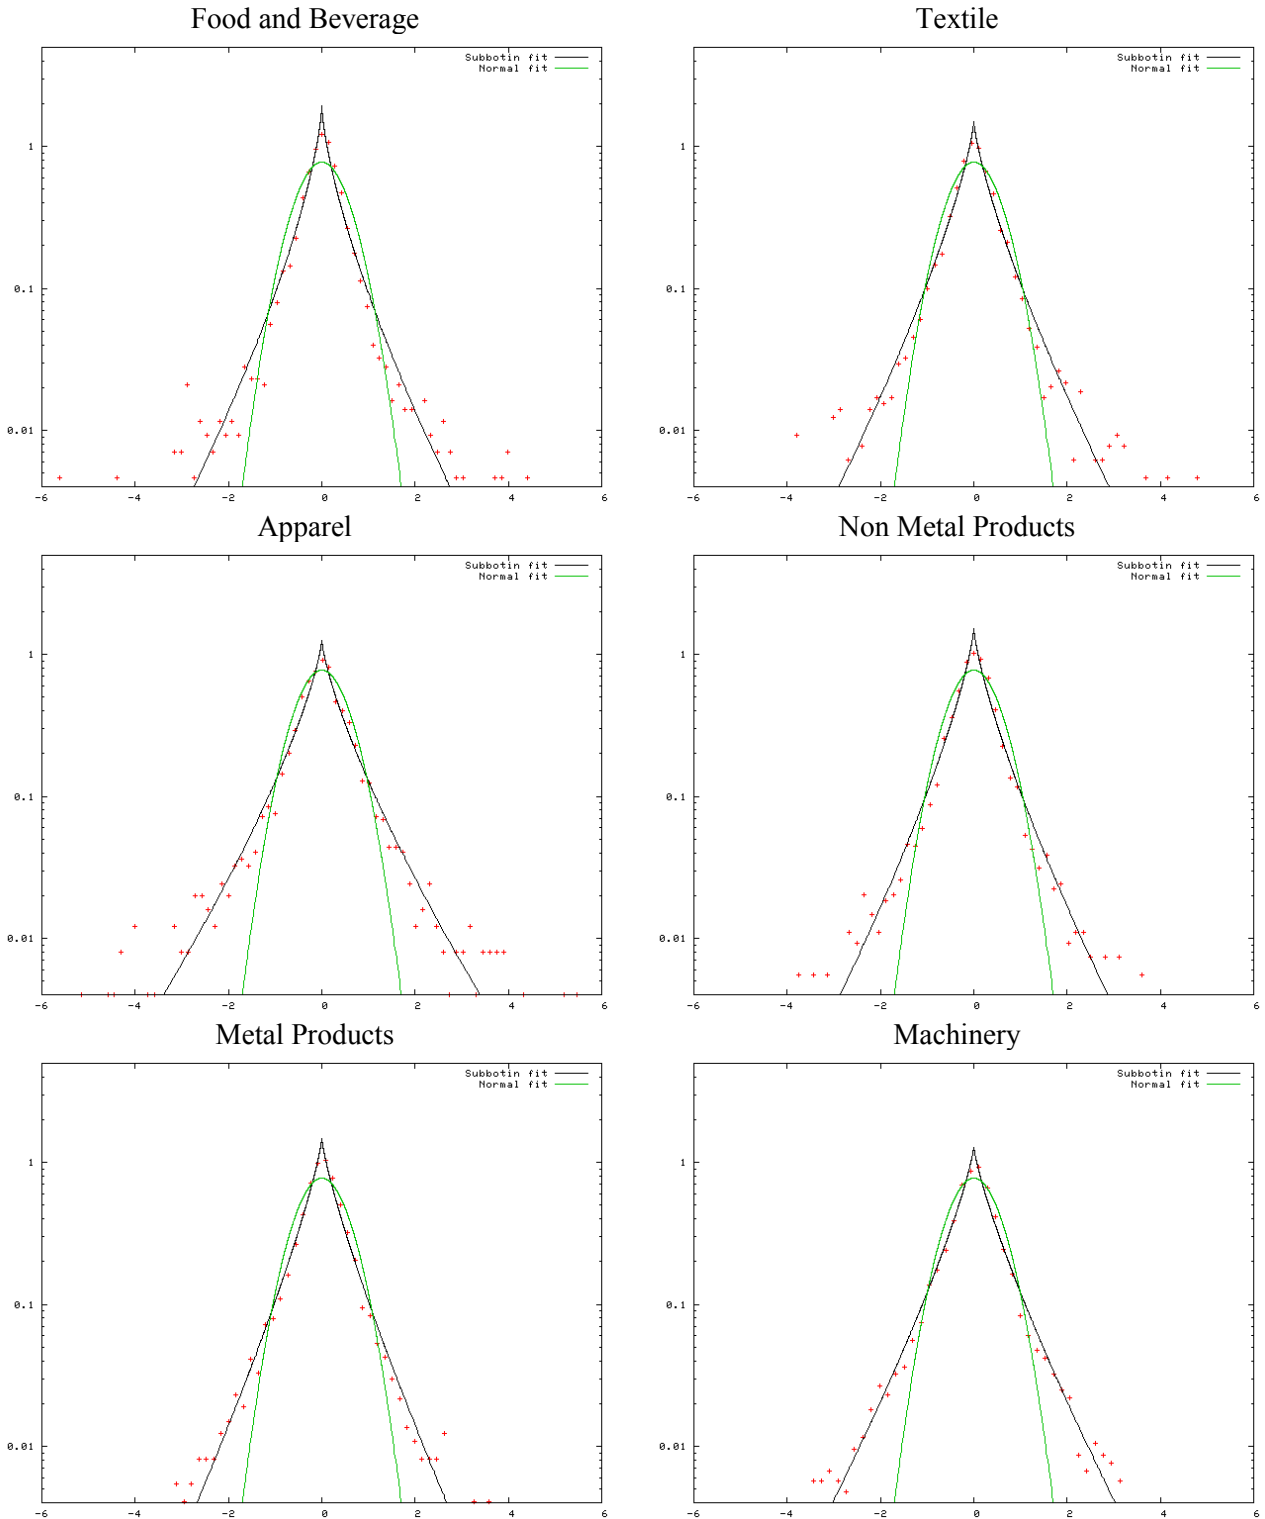 Food and Beverage
Subbotin fit
Normal fit
1
0.1
0.01
-6 -4 -2 0 2 4 6
Textile
Subbotin fit
Normal fit
1
0.1
0.01
-6 -4 -2 0 2 4 6
Apparel
Subbotin fit
Normal fit
1
0.1
0.01
-6 -4 -2 0 2 4 6
Non Metal Products
Subbotin fit
Normal fit
1
0.1
0.01
-6 -4 -2 0 2 4 6
Metal Products
Subbotin fit
Normal fit
1
0.1
0.01
-6 -4 -2 0 2 4 6
Machinery
Subbotin fit
Normal fit
1
0.1
0.01
-6 -4 -2 0 2 4 6